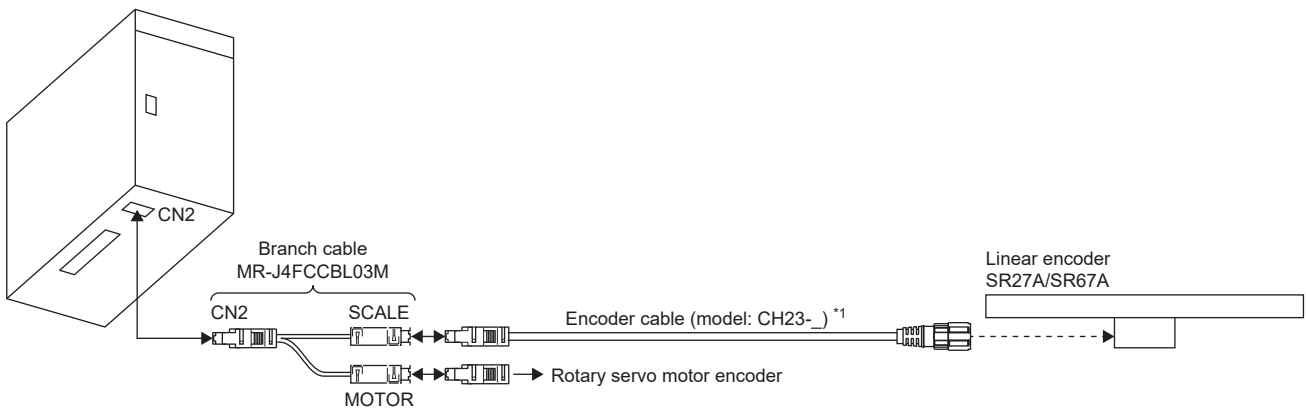 CN2
Branch cable
MR-J4FCCBL03M
CN2
SCALE
Encoder cable (model: CH23-_) *1
Linear encoder
SR27A/SR67A
Rotary servo motor encoder
MOTOR